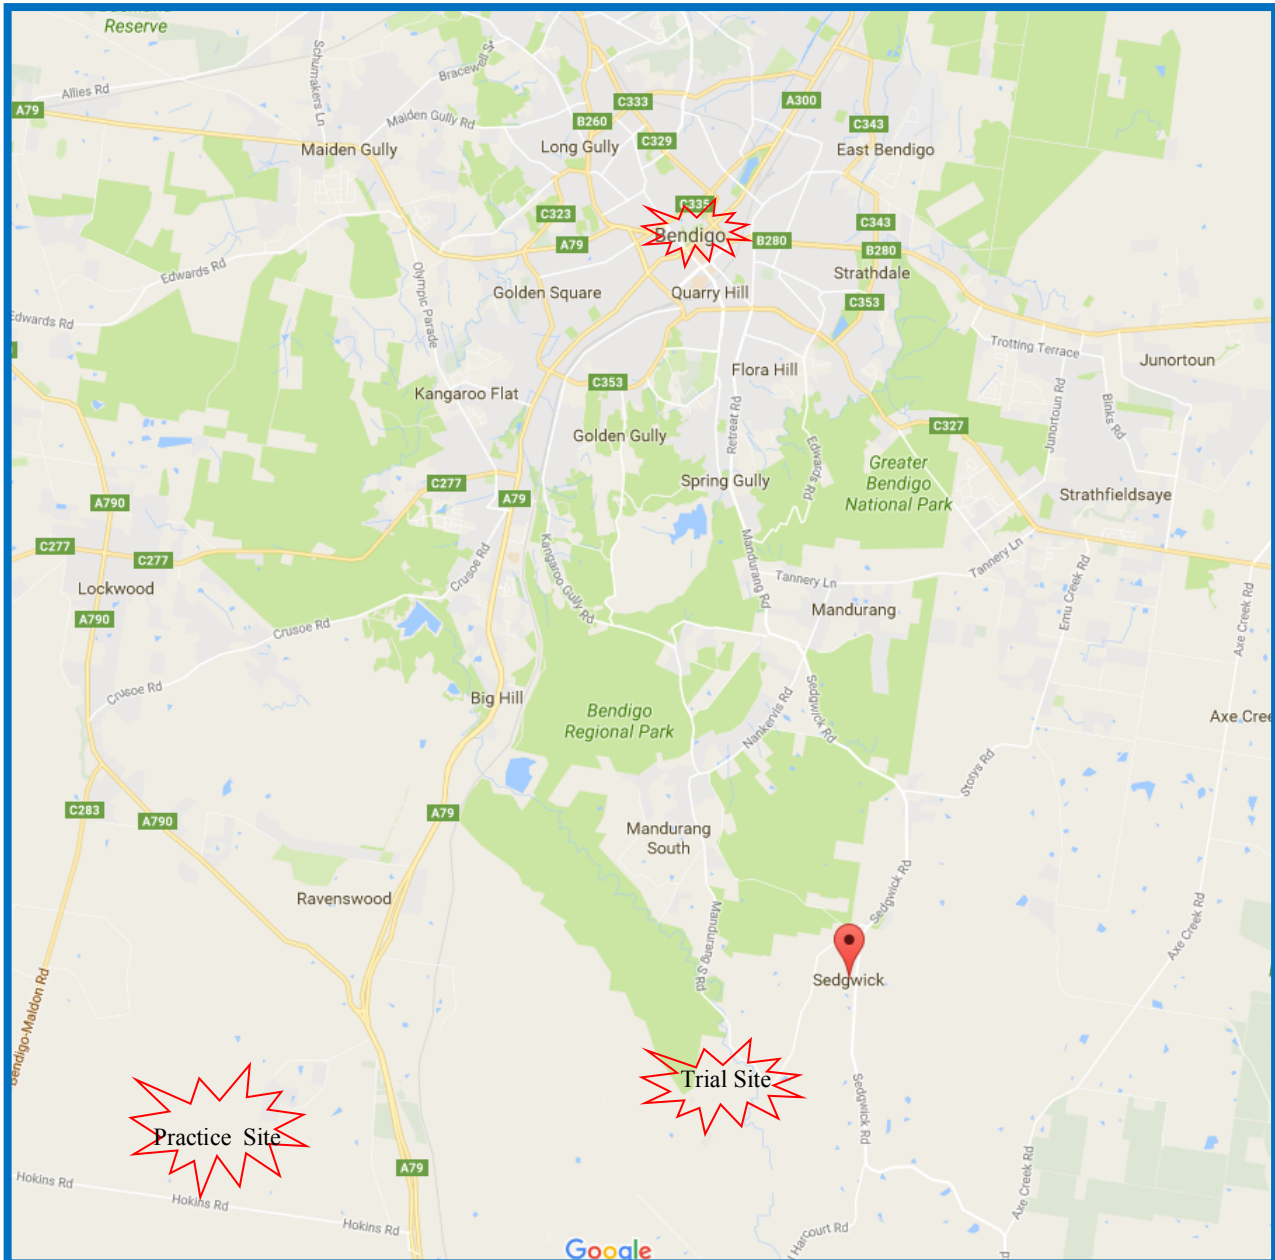 Reserve
Schumakers Ln
Bracewell St
Allies Rd
A79
C333
A300
B260
Maiden Gully Rd
C343
C329
Maiden Gully
Long Gully
East Bendigo
C335
C323
C343
Bendigo
B280
A79
B280
Edwards Rd
Strathdale
Olympic Parade
Golden Square
Quarry Hill
C353
Edwards Rd
Trotting Terrace
Junortoun
Flora Hill
C353
Kangaroo Flat
Junortoun Rd
Binks Rd
Retreat Rd
C327
Golden Gully
Edwards Rd
Greater
Bendigo
National Park
C277
Spring Gully
Strathfieldsaye
A790
A79
C277
C277
Kangaroo Gully Rd
Mandurang Rd
Crusoe Rd
Tannery Ln
Tannery Ln
Emu Creek Rd
Axe Creek Rd
Lockwood
Mandurang
A790
Crusoe Rd
Crusoe Rd
Big Hill
Bendigo
Regional Park
Nankervis Rd
Sedgwick Rd
Axe Cree
Storys Rd
C283
A790
A79
Mandurang
South
Ravenswood
Sedgwick Rd
Mandurang S Rd
Axe Creek Rd
Sedgwick
Bendigo-Maldon Rd
Trial Site
Practice Site
Sedgwick Rd
A79
Axe Creek Rd
Hokins Rd
Hokins Rd
Hokins Rd
Harcourt Rd
Google